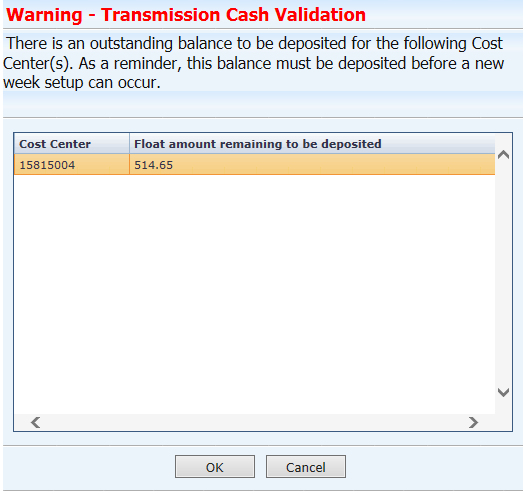 Warning - Transmission Cash Validation
There is an outstanding balance to be deposited for the following Cost
Center(s). As a reminder, this balance must be deposited before a new
week setup can occur.
Cost Center Float amount remaining to be deposited
15815004 514.65
OK Cancel